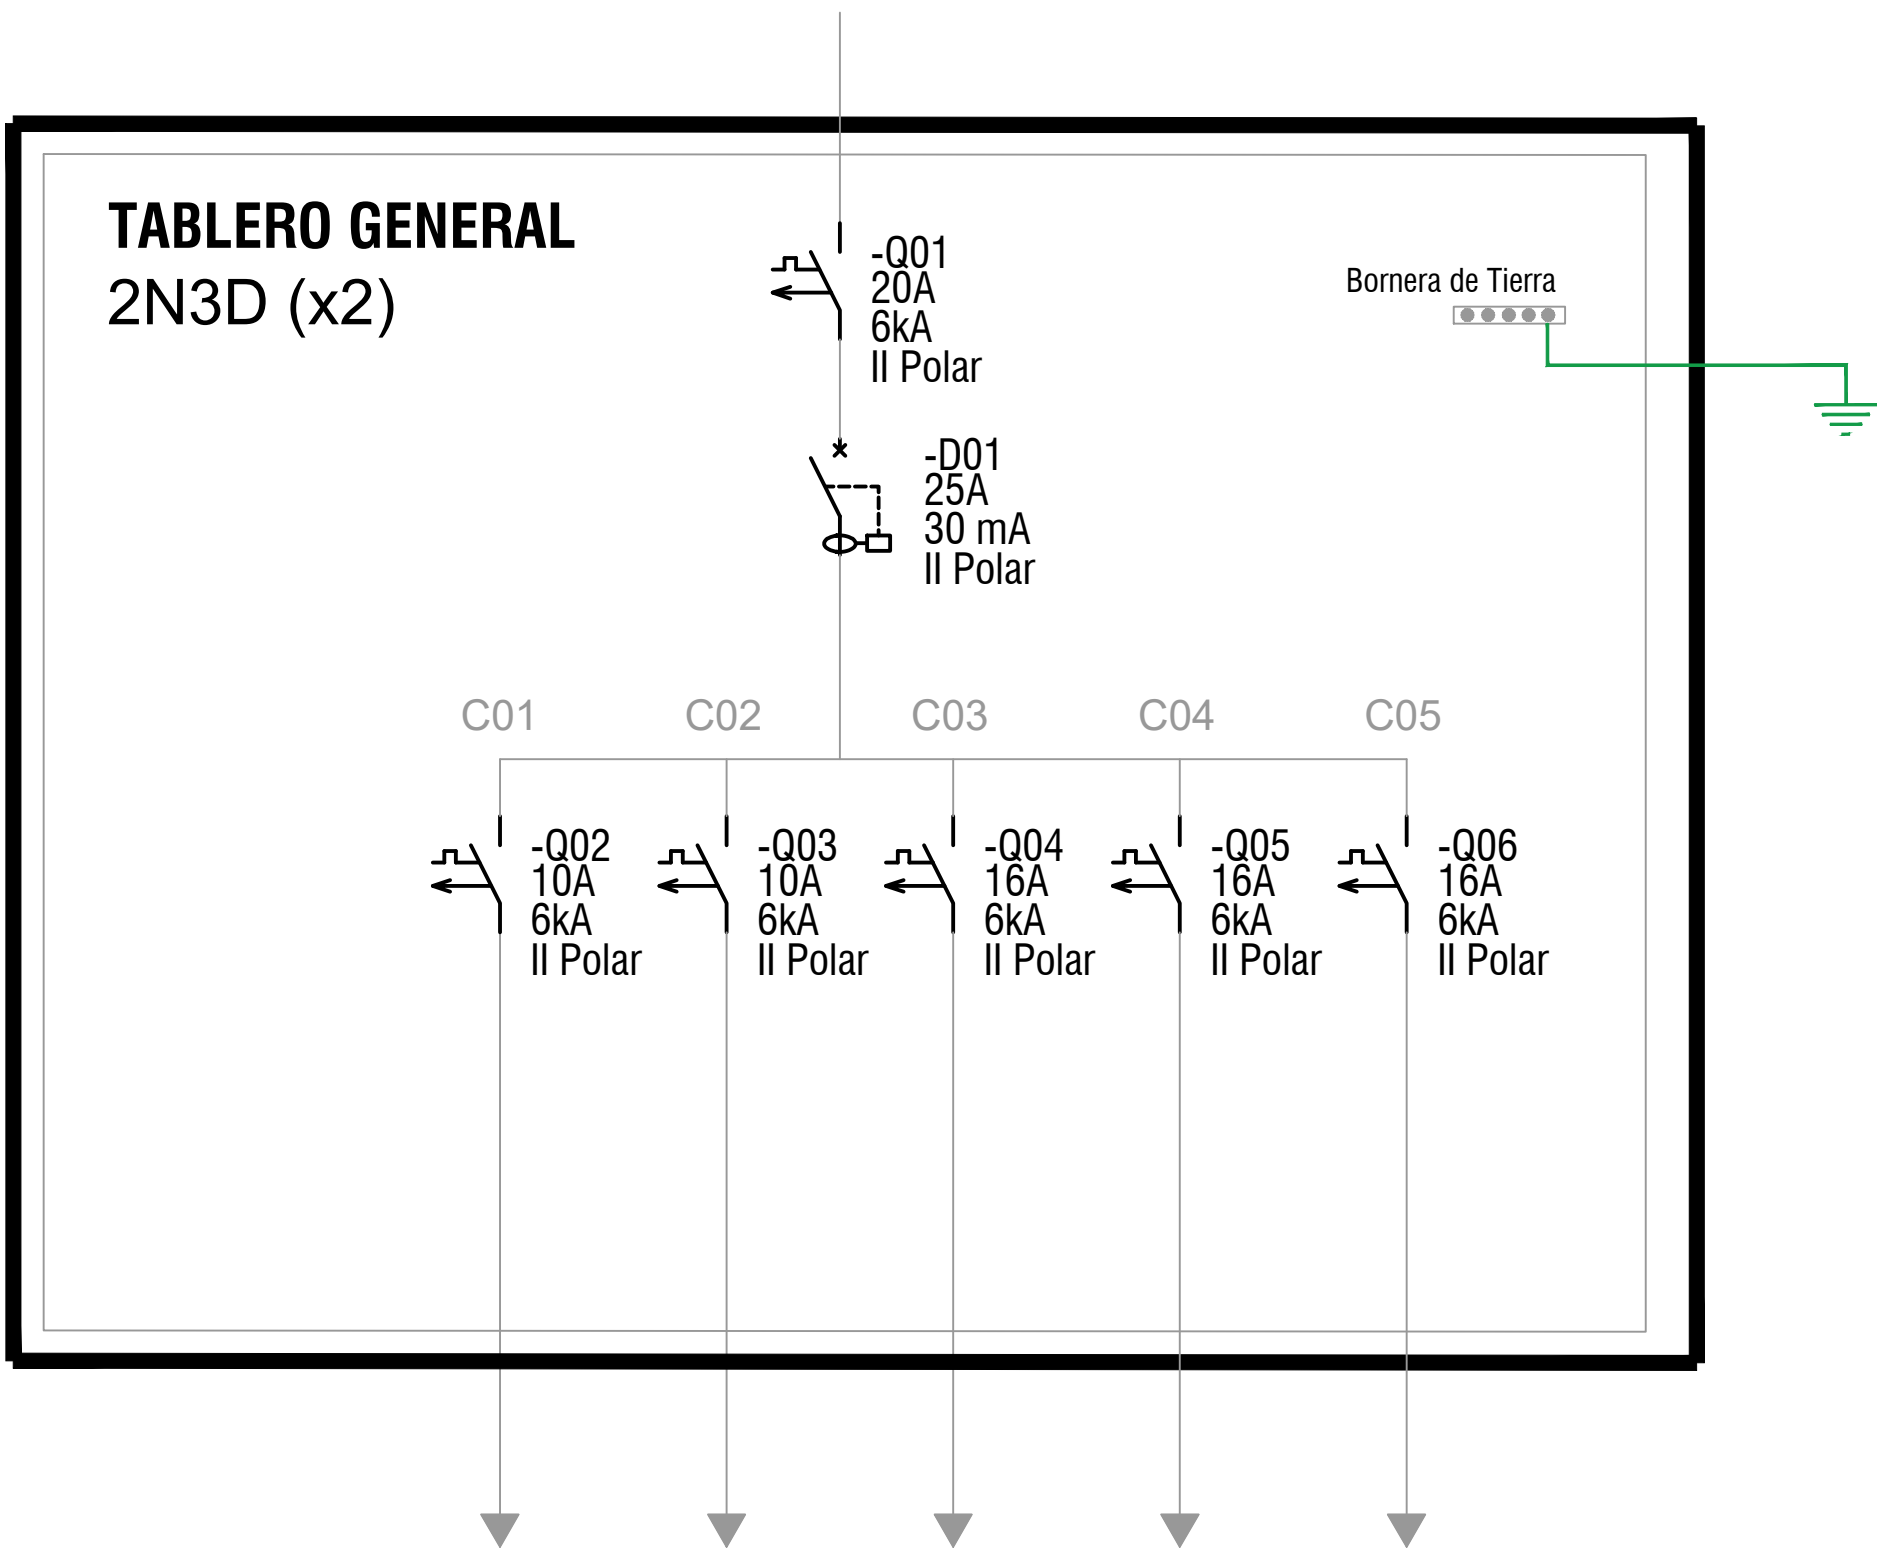 TABLERO GENERAL
2N3D (x2)
-Q01
20A
6kA
II Polar
Bornera de Tierra
-D01
25A
30 mA
II Polar
C01
C02
C03
C04
C05
-Q02
10A
6kA
II Polar
-Q03
10A
6kA
II Polar
-Q04
16A
6kA
II Polar
-Q05
16A
6kA
II Polar
-Q06
16A
6kA
II Polar